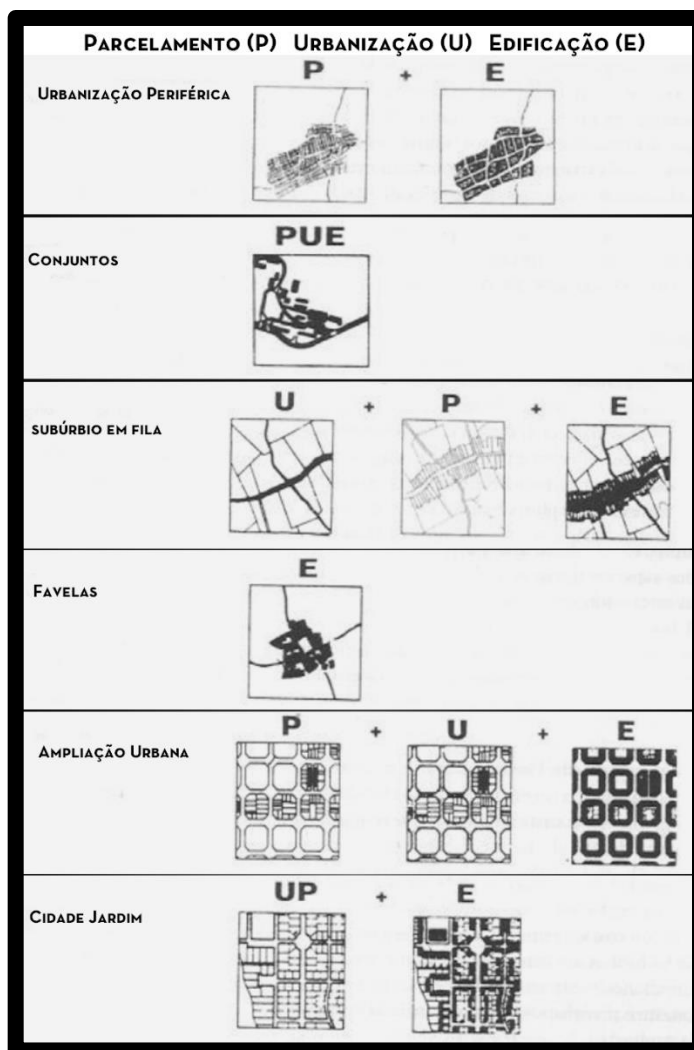 PARCELAMENTO (P) URBANIZAÇÃO (U) EDIFICAÇÃO (E)
P + E
URBANIZAÇÃO PERIFÉRICA
PUE
CONJUNTOS
U + P + E
SUBÚRBIO EM FILA
E
FAVELAS
P + U + E
AMPLIAÇÃO URBANA
UP + E
CIDADE JARDIM